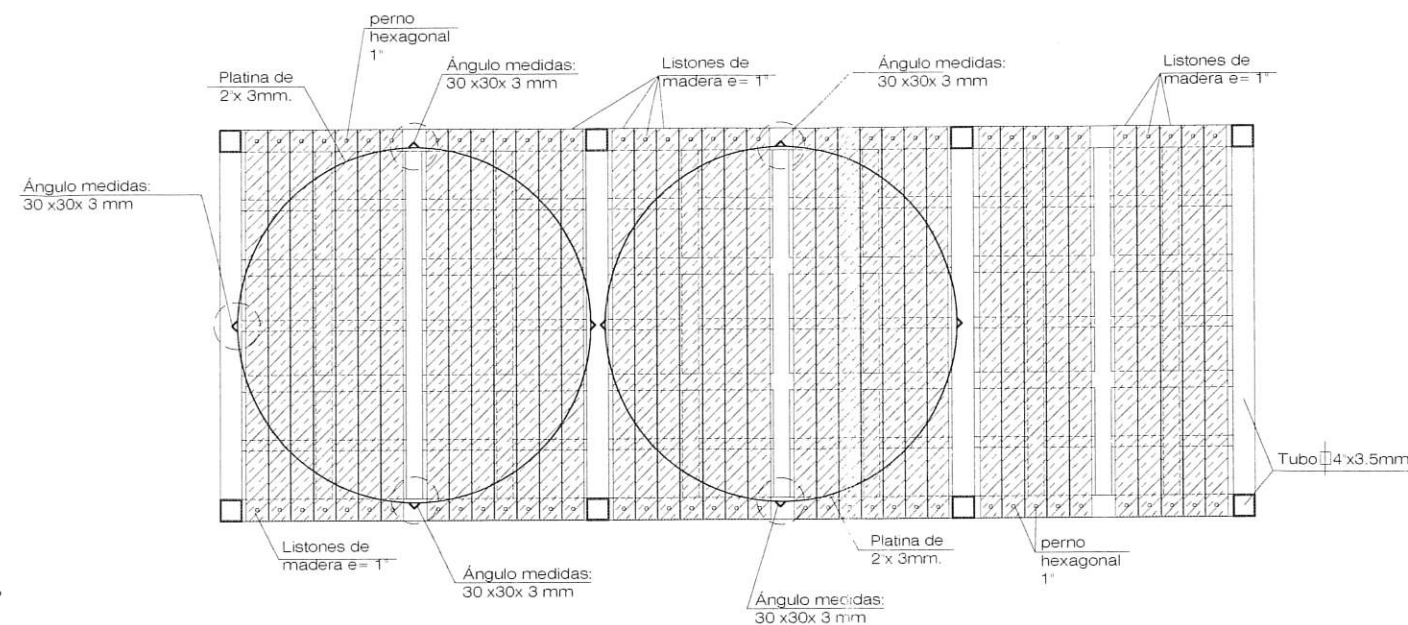 perno
hexagonal
1"
Ángulo medidas:
30 x30x 3 mm
Platina de
2"x 3mm.
Listones de
madera e= 1"
Ángulo medidas:
30 x30x 3 mm
Listones de
madera e= 1"
Ángulo medidas:
30 x30x 3 mm
Tubo 4"x3.5mm
Listones de
madera e= 1"
Ángulo medidas:
30 x30x 3 mm
Platina de
2"x 3mm.
perno
hexagonal
1"
Ángulo medidas:
30 x30x 3 mm